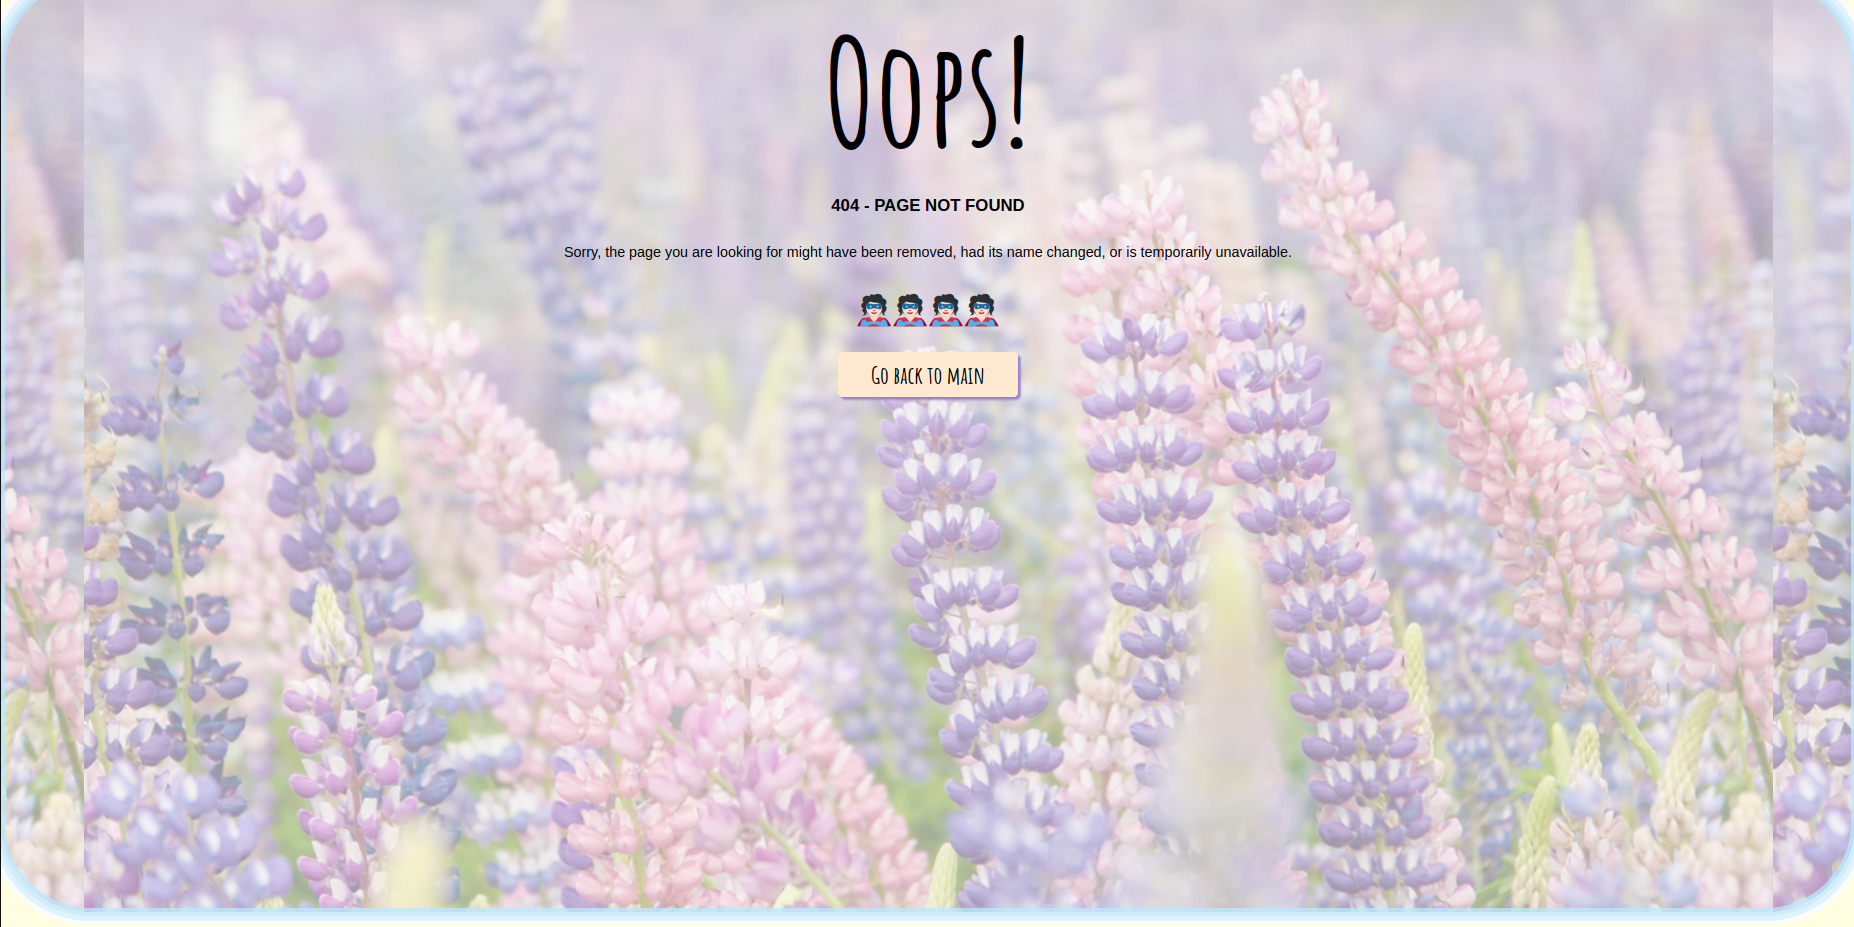 Oops!
404 - PAGE NOT FOUND
Sorry, the page you are looking for might have been removed, had its name changed, or is temporarily unavailable.
Go back to main